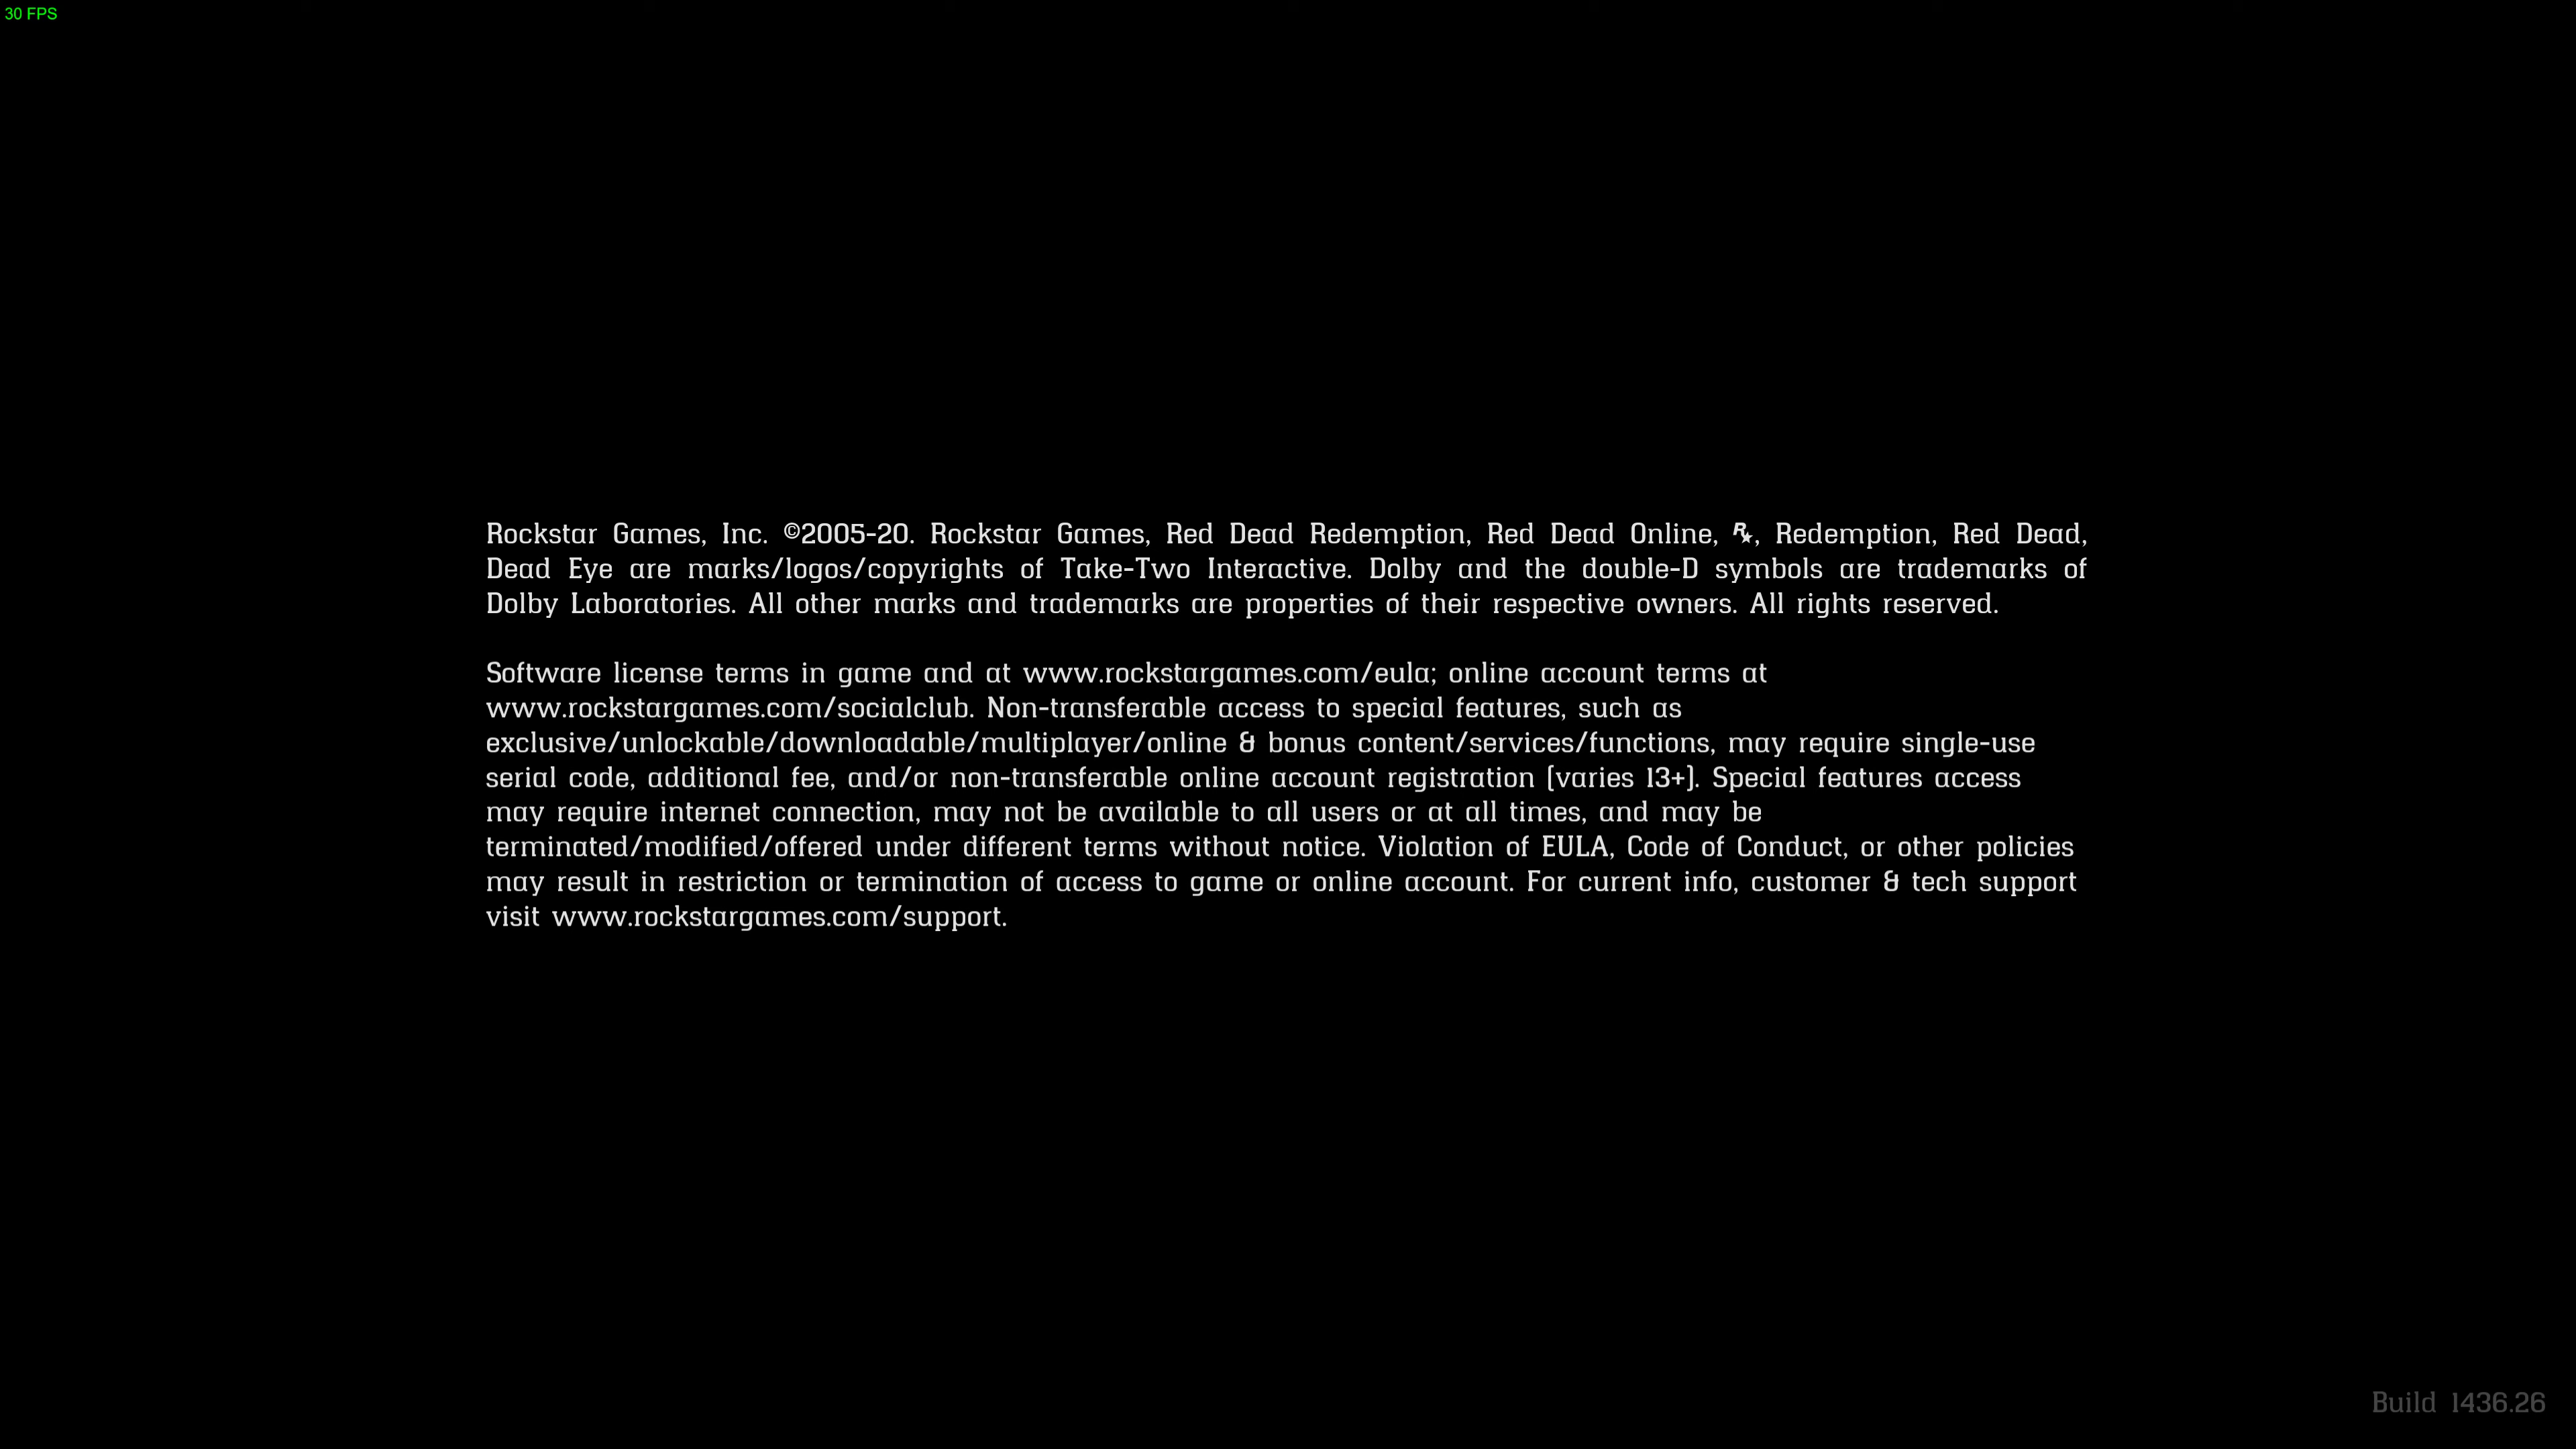 30 FPS
Rockstar Games, Inc. ©2005-20. Rockstar Games, Red Dead Redemption, Red Dead Online, R★, Redemption, Red Dead,
Dead Eye are marks/logos/copyrights of Take-Two Interactive. Dolby and the double-D symbols are trademarks of
Dolby Laboratories. All other marks and trademarks are properties of their respective owners. All rights reserved.
Software license terms in game and at www.rockstargames.com/eula; online account terms at
www.rockstargames.com/socialclub. Non-transferable access to special features, such as
exclusive/unlockable/downloadable/multiplayer/online & bonus content/services/functions, may require single-use
serial code, additional fee, and/or non-transferable online account registration (varies 13+). Special features access
may require internet connection, may not be available to all users or at all times, and may be
terminated/modified/offered under different terms without notice. Violation of EULA, Code of Conduct, or other policies
may result in restriction or termination of access to game or online account. For current info, customer & tech support
visit www.rockstargames.com/support.
Build 1436.26